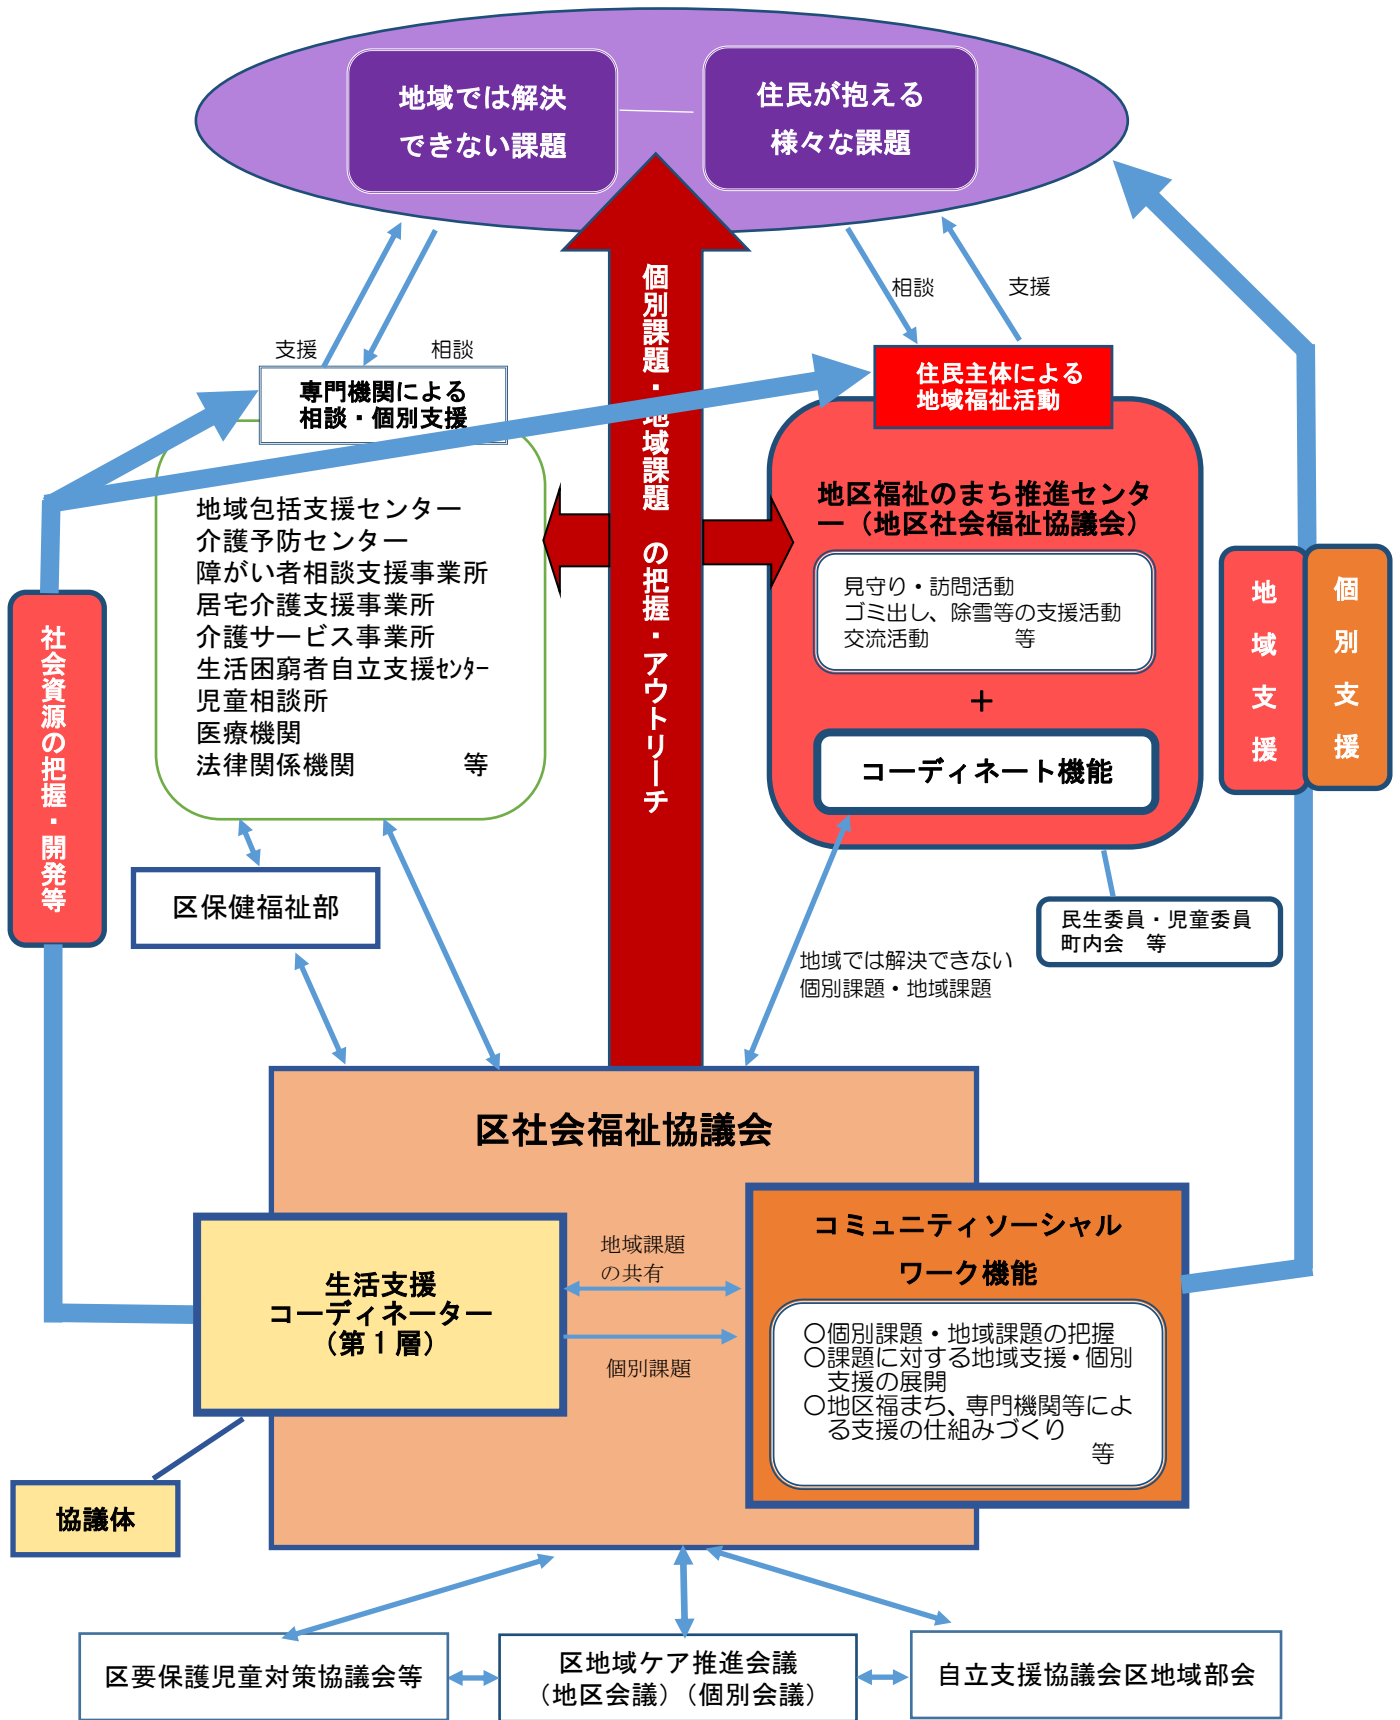 地域では解決
できない課題
住民が抱える
様々な課題
相談
支援
支援
相談
個別課題・地域課題 の把握・アウトリーチ
専門機関による
相談・個別支援
住民主体による
地域福祉活動
地域包括支援センター
介護予防センター
障がい者相談支援事業所
居宅介護支援事業所
介護サービス事業所
生活困窮者自立支援ｾﾝﾀｰ
児童相談所
医療機関
法律関係機関 等
地区福祉のまち推進センタ
ー（地区社会福祉協議会）
見守り・訪問活動
ゴミ出し、除雪等の支援活動
交流活動 等
＋
コーディネート機能
地域支援
個別支援
社会資源の把握・開発等
区保健福祉部
民生委員・児童委員
町内会 等
地域では解決できない
個別課題・地域課題
区社会福祉協議会
生活支援
コーディネーター
（第１層）
地域課題
の共有
個別課題
コミュニティソーシャル
ワーク機能
○個別課題・地域課題の把握
○課題に対する地域支援・個別
支援の展開
○地区福まち、専門機関等によ
る支援の仕組みづくり
等
協議体
区要保護児童対策協議会等
区地域ケア推進会議
（地区会議）（個別会議）
自立支援協議会区地域部会